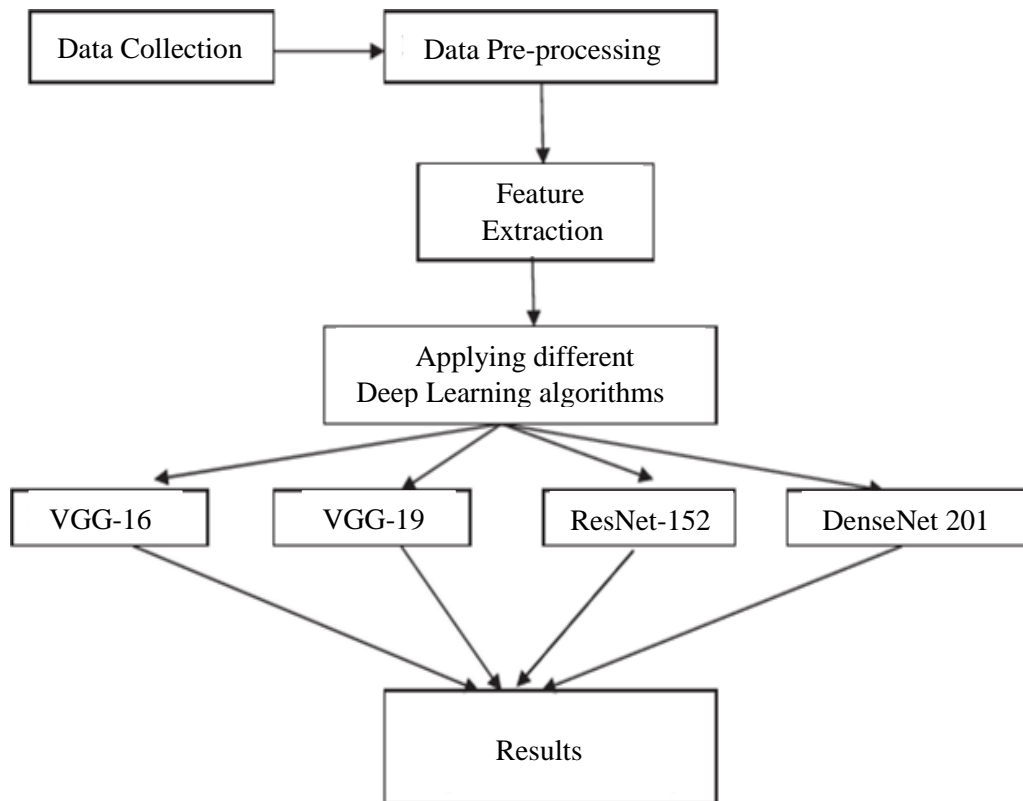 Data Collection
Data Pre-processing
Feature
Extraction
Applying different
Deep Learning algorithms
VGG-16
VGG-19
ResNet-152
DenseNet 201
Results